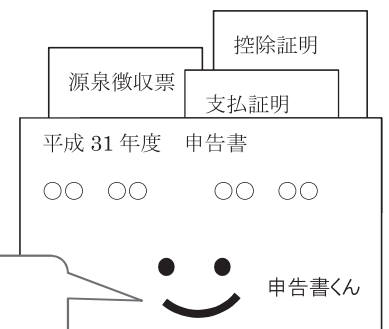 控除証明
源泉徴収票
支払証明
平成 31 年度　申告書
○○　○○　　○○　○○
申告書くん